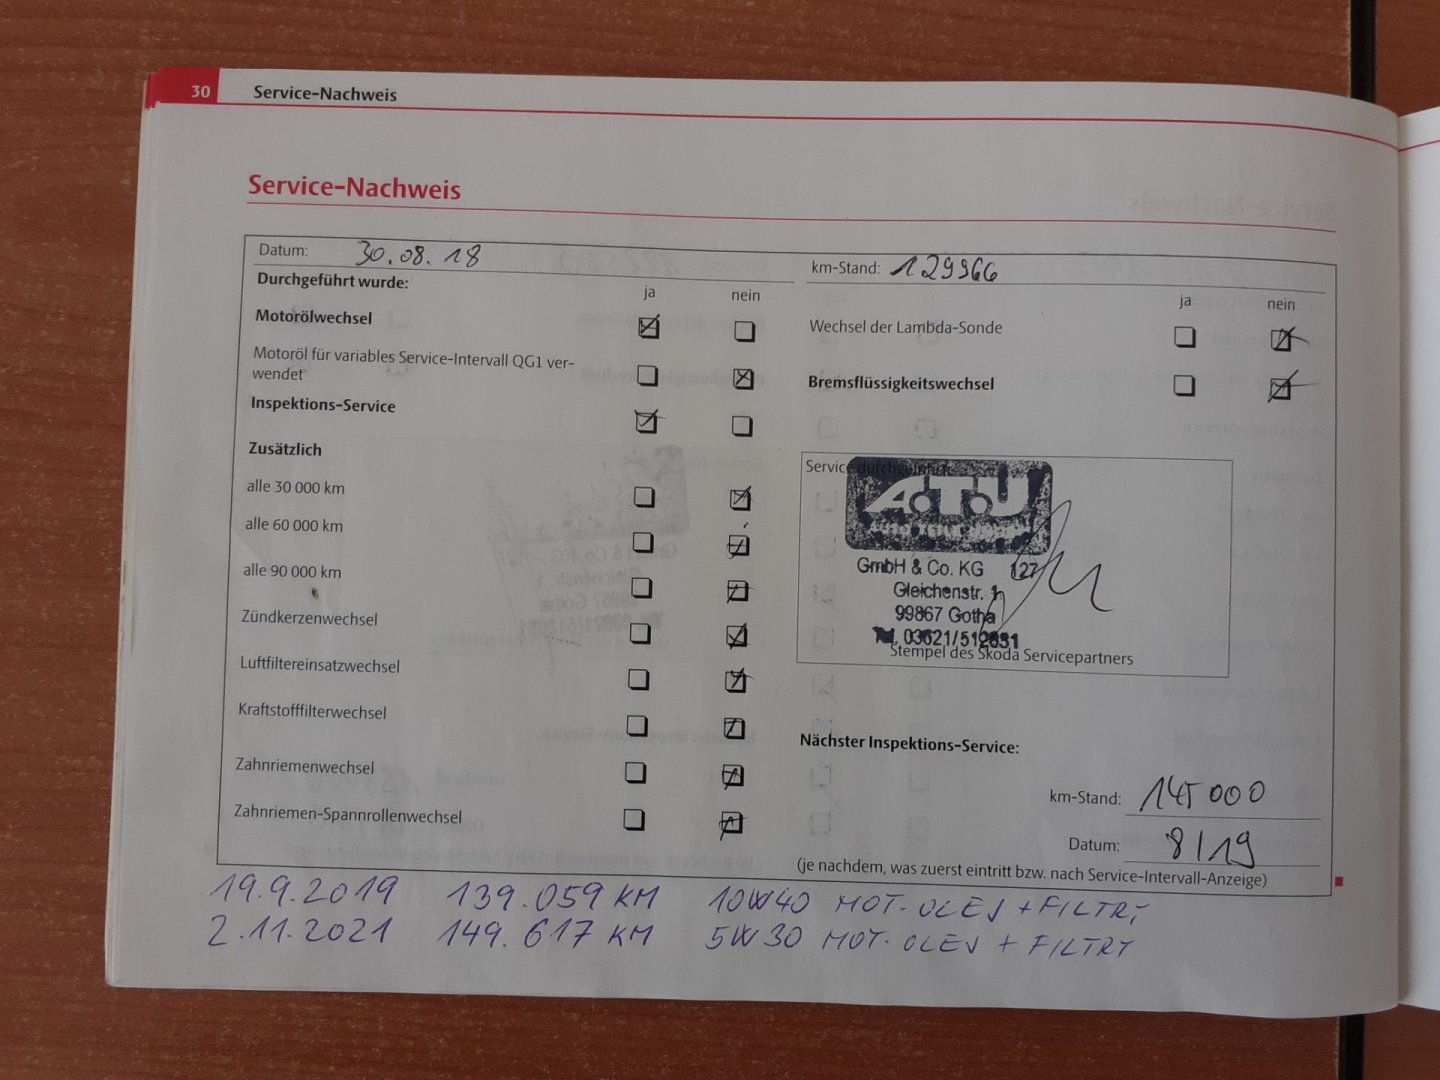 30 Service-Nachweis
Service-Nachweis
Datum: 30.08.18
Durchgeführt wurde:
ja nein
Motorölwechsel
Motoröl für variables Service-Intervall QG1 ver-
wendet
Inspektions-Service
Zusätzlich
alle 30 000 km
alle 60 000 km
alle 90 000 km
Zündkerzenwechsel
Luftfiltereinsatzwechsel
Kraftstofffilterwechsel
Zahnriemenwechsel
Zahnriemen-Spannrollenwechsel
km-Stand: 129966
ja nein
Wechsel der Lambda-Sonde
Bremsflüssigkeitswechsel
Service durchgeführt:
A.T.U
GmbH & Co. KG 127
Gleichenstr. 1
99867 Gotha
Tel. 03621/512631
Stempel des Skoda Servicepartners
Nächster Inspektions-Service:
km-Stand: 145000
Datum: 8/19
(je nachdem, was zuerst eintritt bzw. nach Service-Intervall-Anzeige)
19.9.2019 139.059 KM 10W40 MOT. OLEJ + FILTRY
2.11.2021 149.617 KM 5W30 MOT. OLEJ + FILTRY